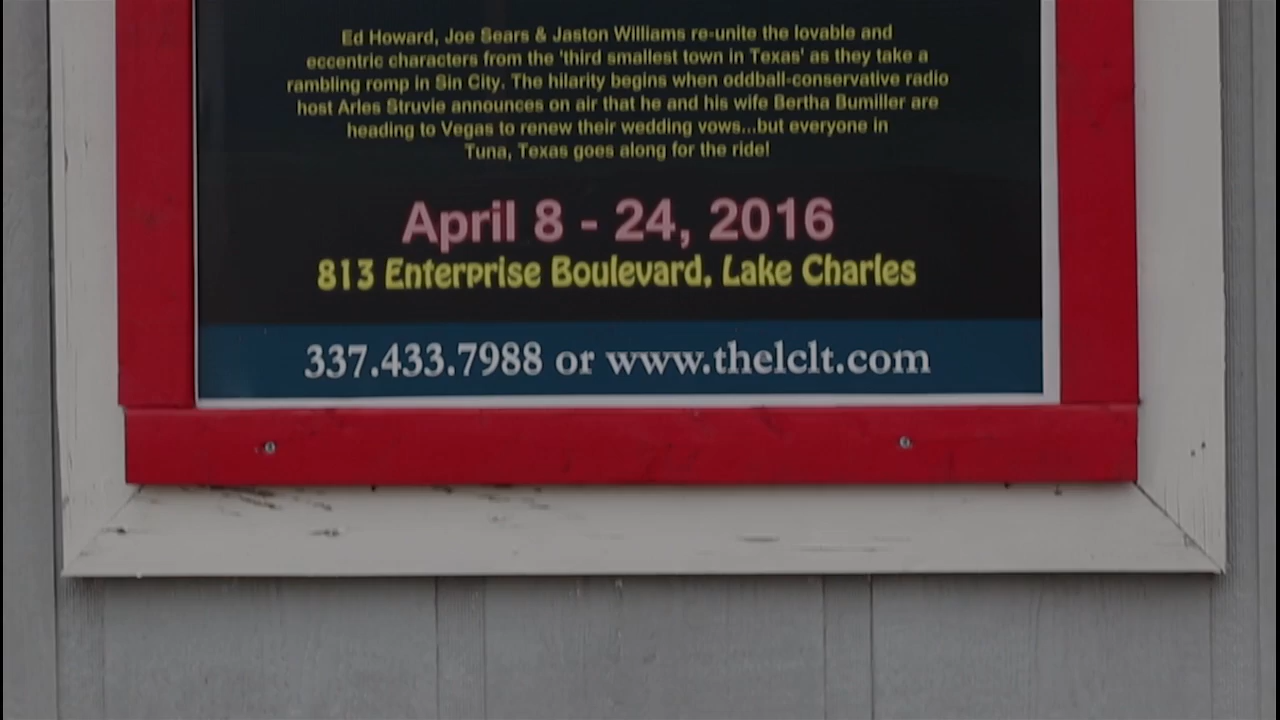 Ed Howard, Joe Sears & Jaston Williams re-unite the lovable and
eccentric characters from the 'third smallest town in Texas' as they take a
rambling romp in Sin City. The hilarity begins when oddball-conservative radio
host Arles Struvie announces on air that he and his wife Bertha Bumiller are
heading to Vegas to renew their wedding vows...but everyone in
Tuna, Texas goes along for the ride!
April 8 - 24, 2016
813 Enterprise Boulevard, Lake Charles
337.433.7988 or www.thelclt.com